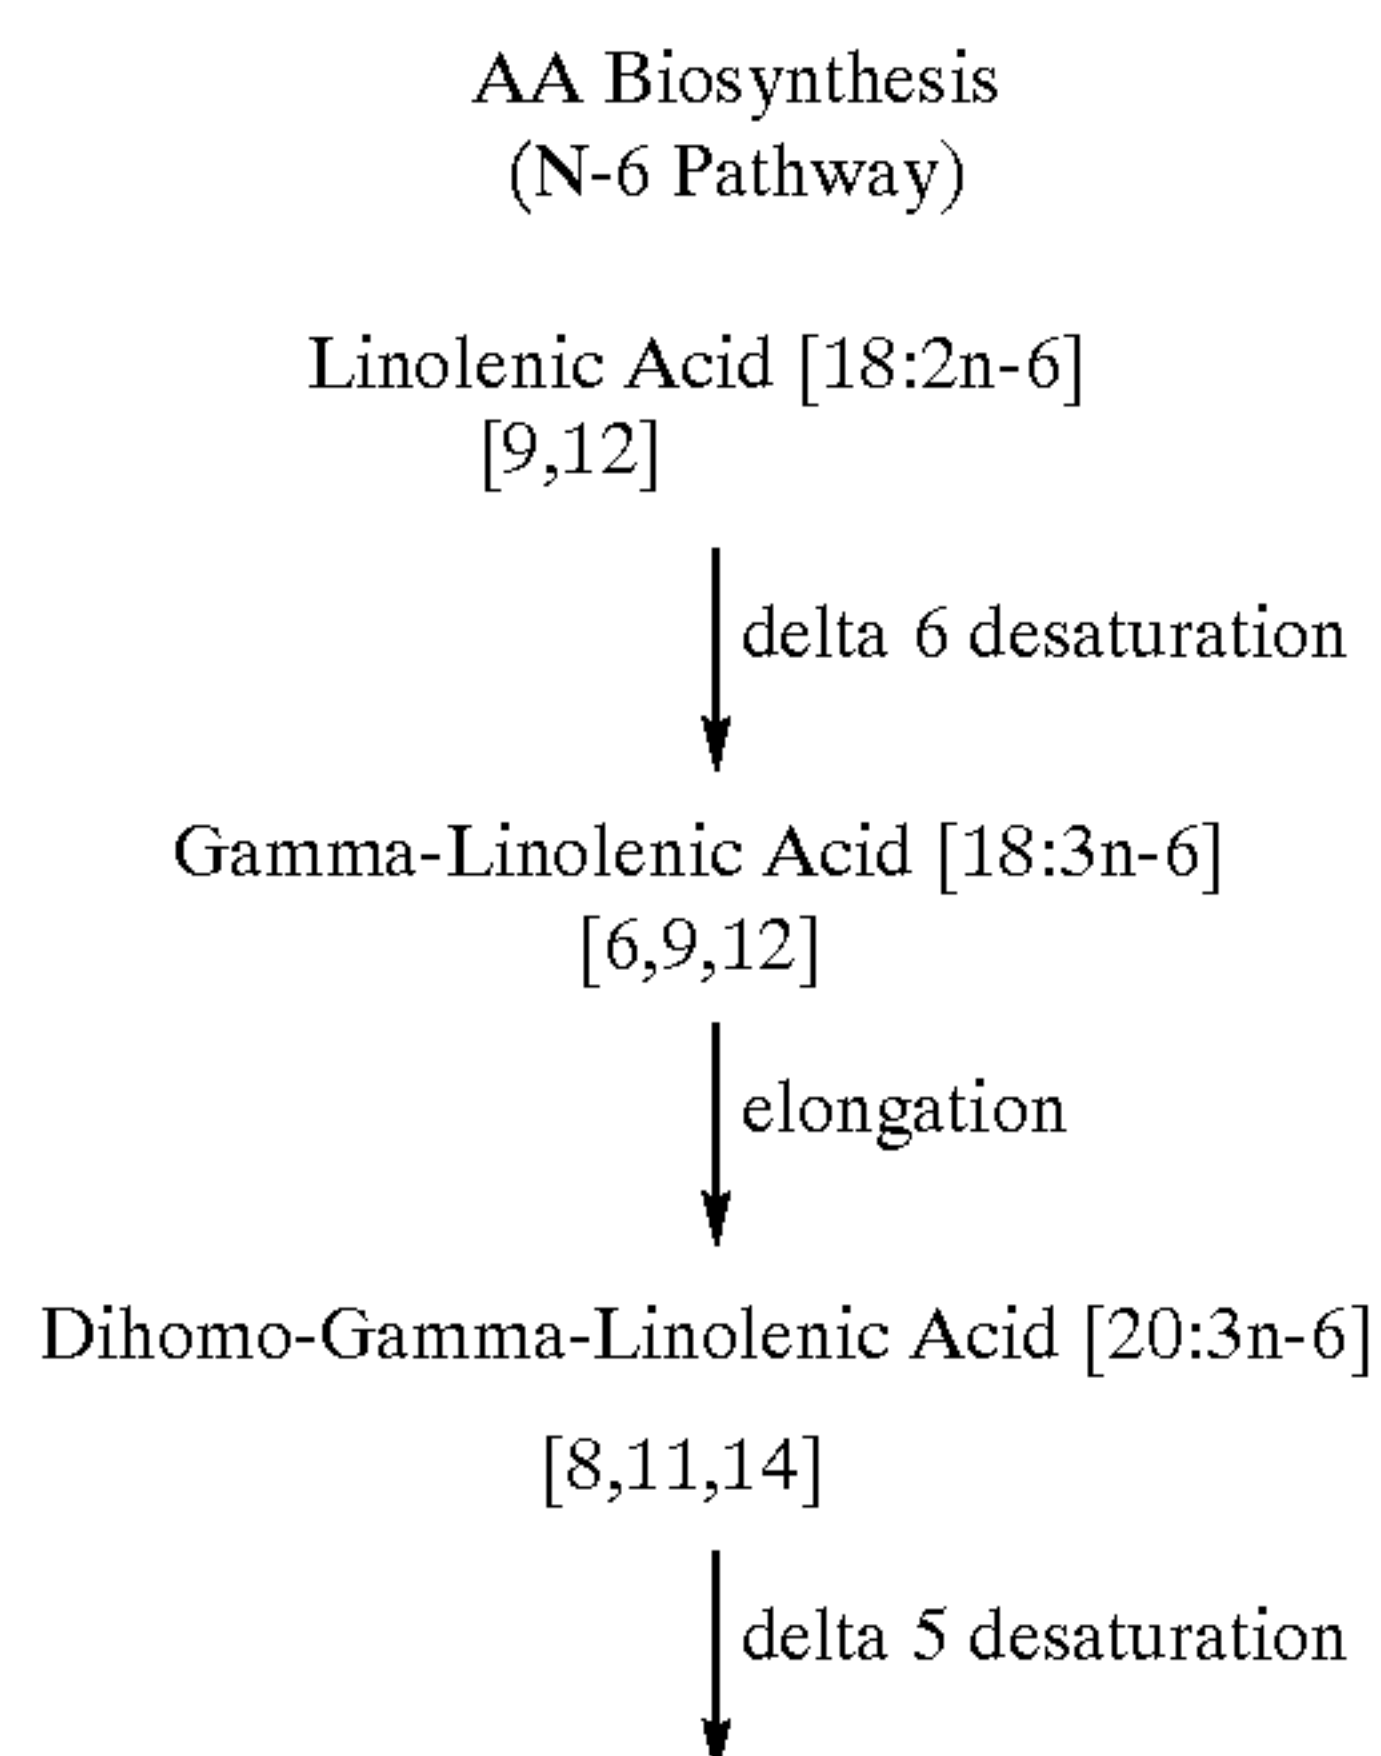 AA Biosynthesis
(N-6 Pathway)
Linolenic Acid [18:2n-6]
[9,12]
delta 6 desaturation
Gamma-Linolenic Acid [18:3n-6]
[6,9,12]
elongation
Dihomo-Gamma-Linolenic Acid [20:3n-6]
[8,11,14]
delta 5 desaturation